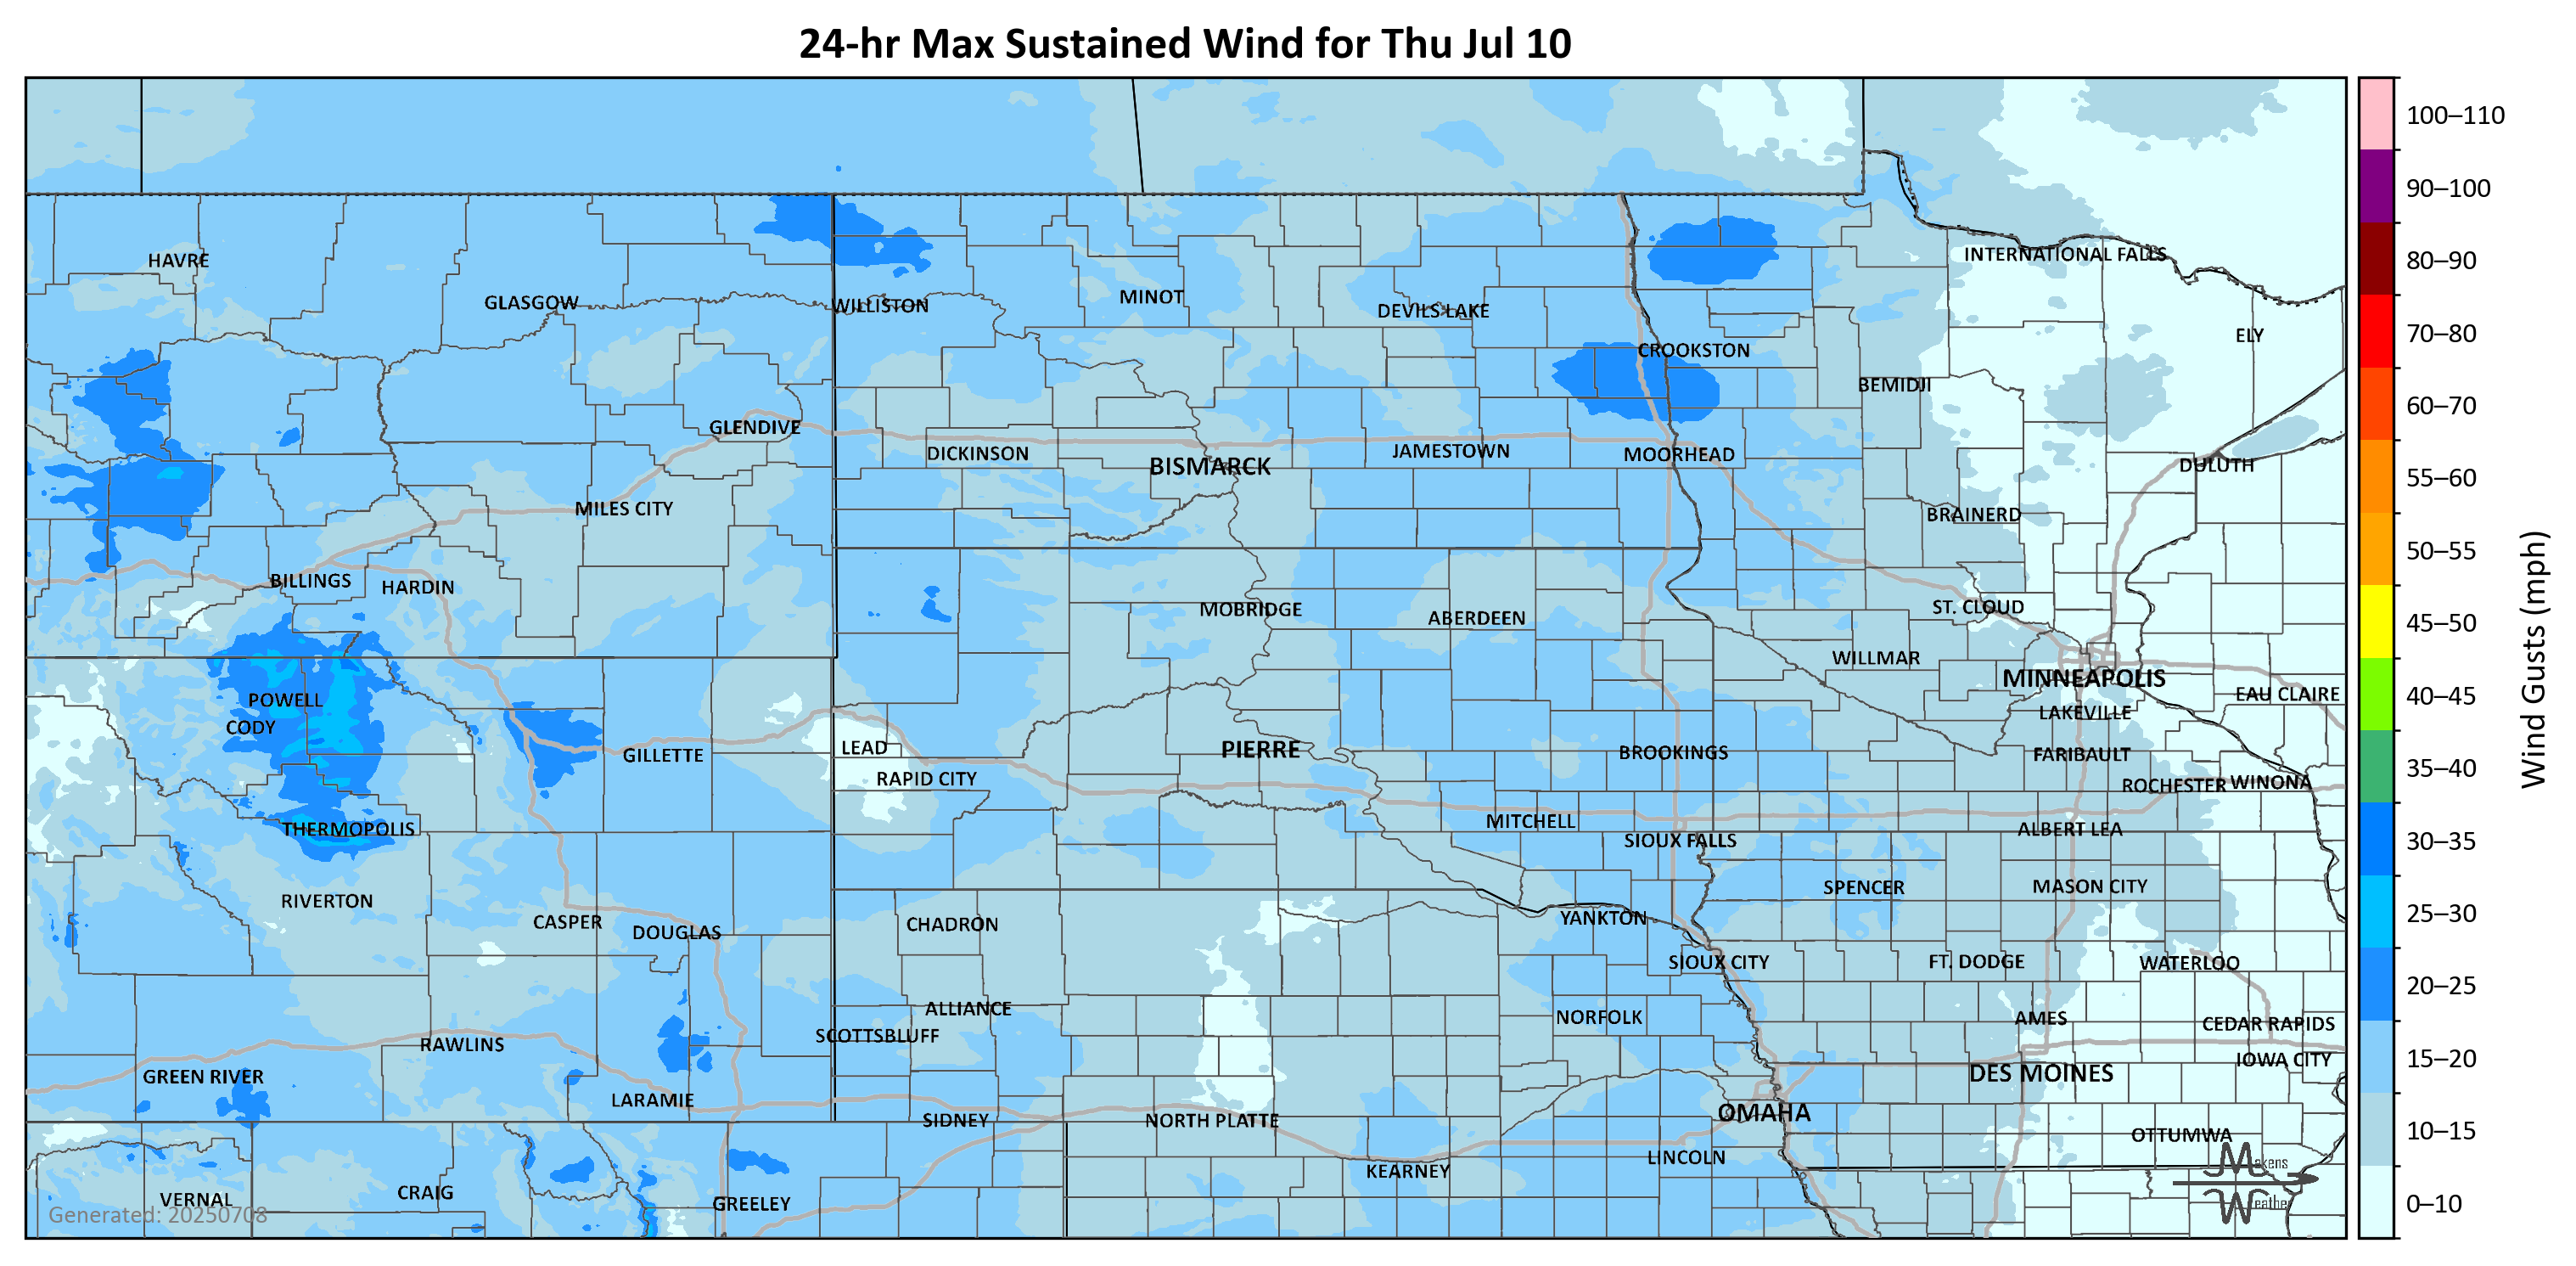 24-hr Max Sustained Wind for Thu Jul 10
100–110
90–100
80–90
70–80
60–70
55–60
50–55
45–50
40–45
35–40
30–35
25–30
20–25
15–20
10–15
0–10
Wind Gusts (mph)
INTERNATIONAL FALLS
HAVRE
GLASGOW
WILLISTON
MINOT
DEVILS LAKE
ELY
CROOKSTON
BEMIDJI
GLENDIVE
DICKINSON
BISMARCK
JAMESTOWN
MOORHEAD
DULUTH
MILES CITY
BRAINERD
BILLINGS
HARDIN
MOBRIDGE
ABERDEEN
ST. CLOUD
WILLMAR
MINNEAPOLIS
EAU CLAIRE
POWELL
CODY
LAKEVILLE
GILLETTE
LEAD
PIERRE
BROOKINGS
FARIBAULT
RAPID CITY
ROCHESTER
WINONA
THERMOPOLIS
MITCHELL
SIOUX FALLS
ALBERT LEA
RIVERTON
SPENCER
MASON CITY
CASPER
DOUGLAS
CHADRON
YANKTON
SIOUX CITY
FT. DODGE
WATERLOO
ALLIANCE
NORFOLK
AMES
CEDAR RAPIDS
SCOTTSBLUFF
RAWLINS
IOWA CITY
GREEN RIVER
DES MOINES
LARAMIE
SIDNEY
NORTH PLATTE
OMAHA
OTTUMWA
KEARNEY
LINCOLN
VERNAL
CRAIG
GREELEY
Generated: 20250708
Makens
Weather